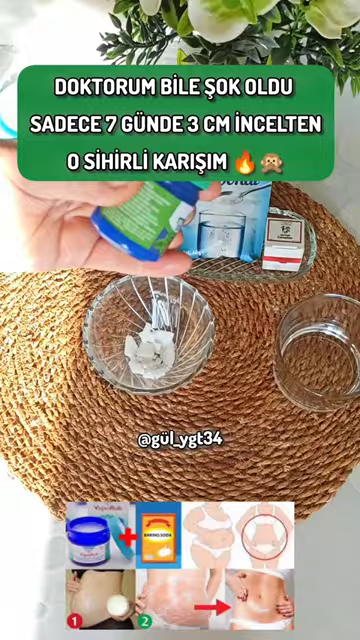 DOKTORUM BİLE ŞOK OLDU
SADECE 7 GÜNDE 3 CM İNCELTEN
O SİHİRLİ KARIŞIM 🔥🙊
@gül_ygt34
VapoRub
BAKING SODA
1
2